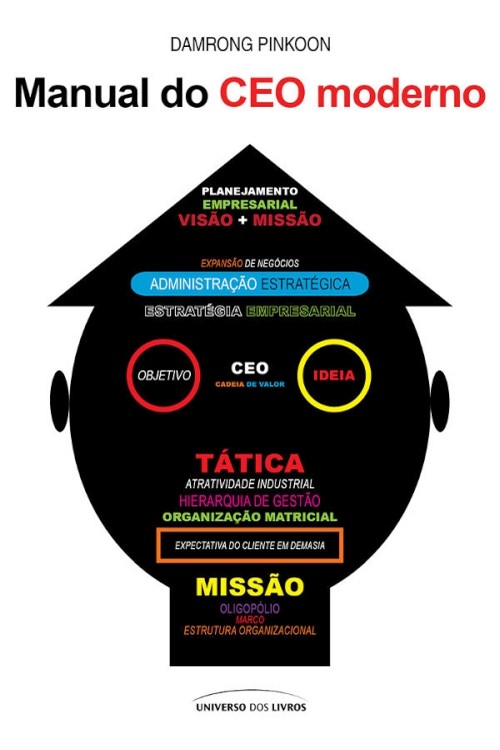 DAMRONG PINKOON
Manual do CEO moderno
PLANEJAMENTO
EMPRESARIAL
VISÃO + MISSÃO
EXPANSÃO DE NEGÓCIOS
ADMINISTRAÇÃO ESTRATÉGICA
ESTRATÉGIA EMPRESARIAL
OBJETIVO
CEO
CADEIA DE VALOR
IDEIA
TÁTICA
ATRATIVIDADE INDUSTRIAL
HIERARQUIA DE GESTÃO
ORGANIZAÇÃO MATRICIAL
EXPECTATIVA DO CLIENTE EM DEMASIA
MISSÃO
OLIGOPÓLIO
MARCO
ESTRUTURA ORGANIZACIONAL
UNIVERSO DOS LIVROS